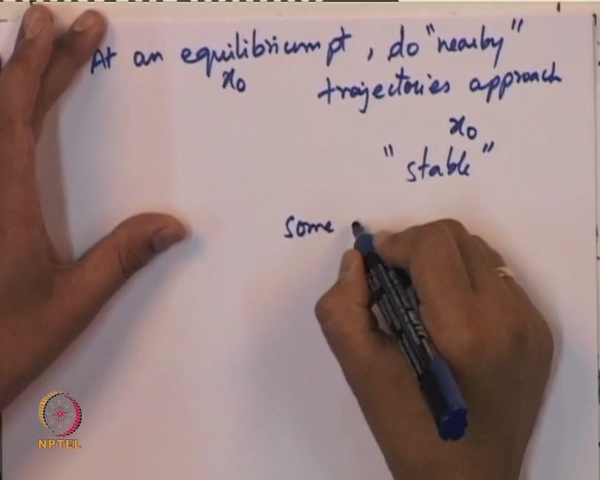 At an equilibrium pt, do "nearby"
x₀ trajectories approach
x₀
"stable"
some
NPTEL